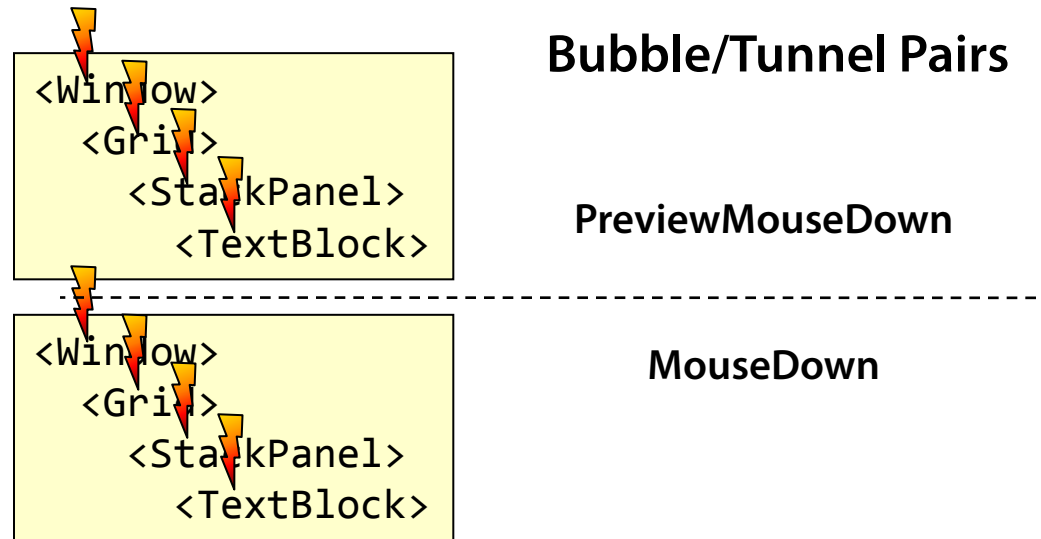 Bubble/Tunnel Pairs
<Window>
<Grid>
<StackPanel>
<TextBlock>
PreviewMouseDown
<Window>
<Grid>
<StackPanel>
<TextBlock>
MouseDown